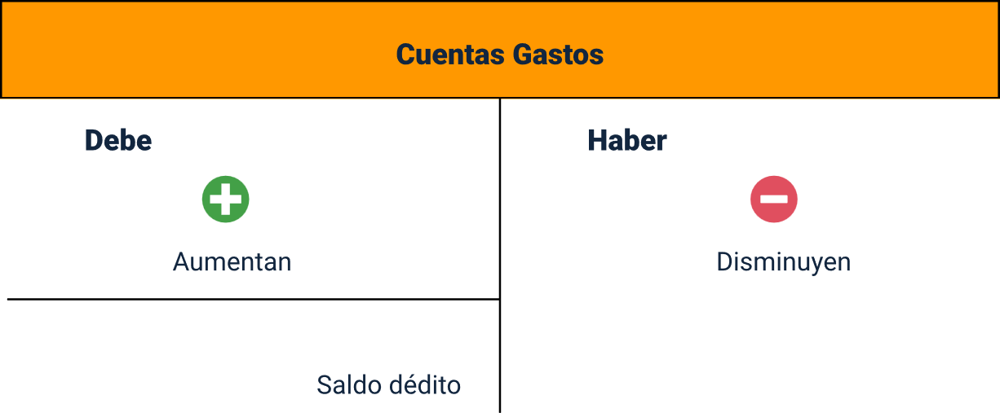 Cuentas Gastos
Debe
Haber
Aumentan
Disminuyen
Saldo dédito